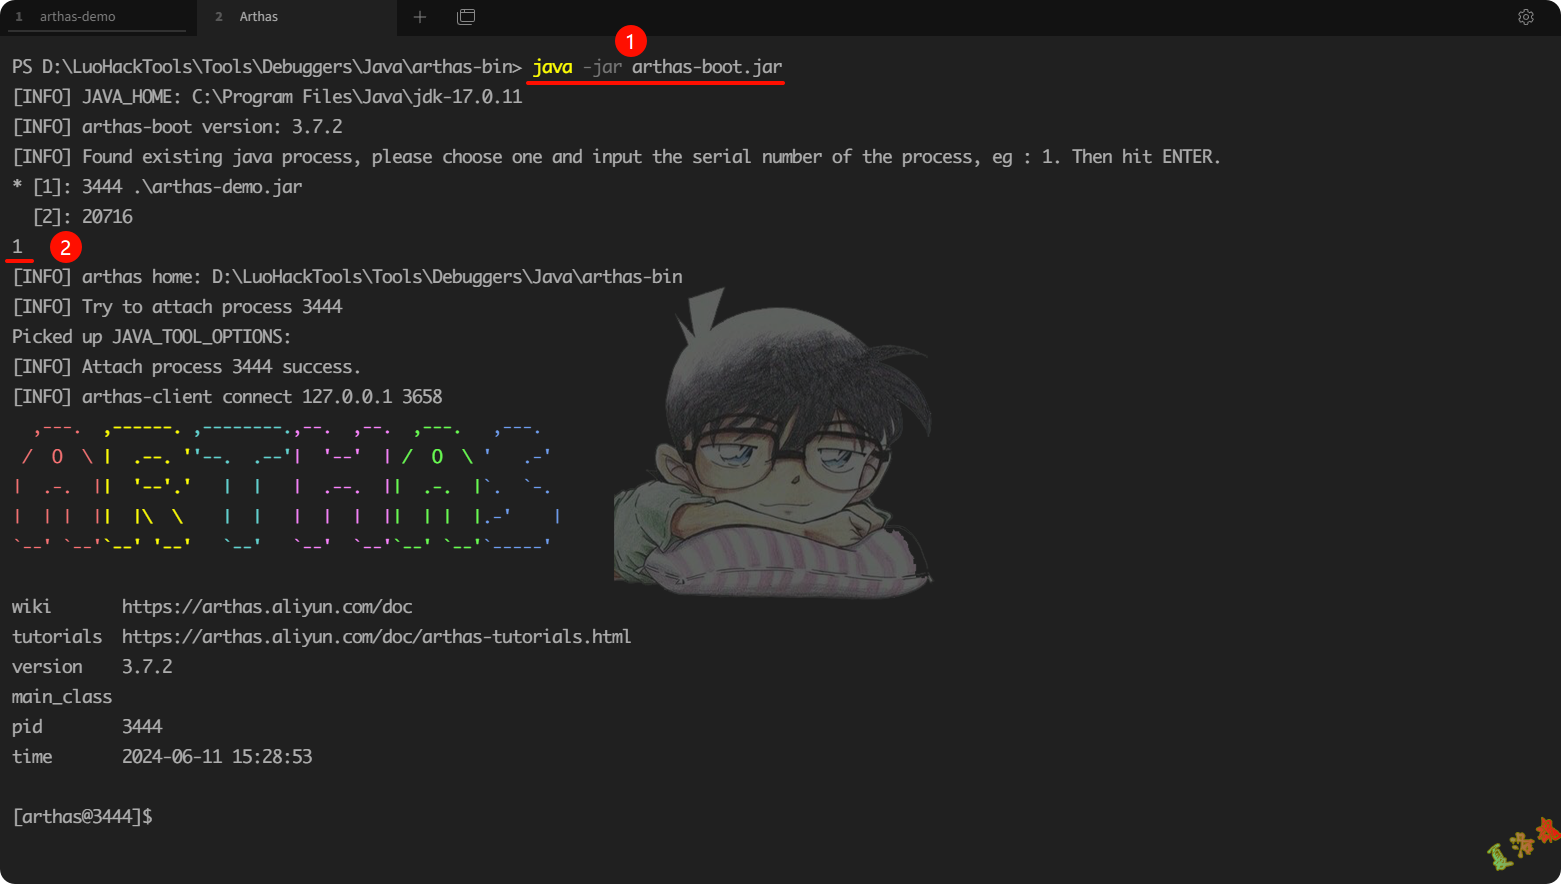 1 arthas-demo 2 Arthas
1
PS D:\LuoHackTools\Tools\Debuggers\Java\arthas-bin> java -jar arthas-boot.jar
[INFO] JAVA_HOME: C:\Program Files\Java\jdk-17.0.11
[INFO] arthas-boot version: 3.7.2
[INFO] Found existing java process, please choose one and input the serial number of the process, eg : 1. Then hit ENTER.
* [1]: 3444 .\arthas-demo.jar
  [2]: 20716
1 2
[INFO] arthas home: D:\LuoHackTools\Tools\Debuggers\Java\arthas-bin
[INFO] Try to attach process 3444
Picked up JAVA_TOOL_OPTIONS:
[INFO] Attach process 3444 success.
[INFO] arthas-client connect 127.0.0.1 3658
ARTHAS
wiki https://arthas.aliyun.com/doc
tutorials https://arthas.aliyun.com/doc/arthas-tutorials.html
version 3.7.2
main_class
pid 3444
time 2024-06-11 15:28:53
[arthas@3444]$